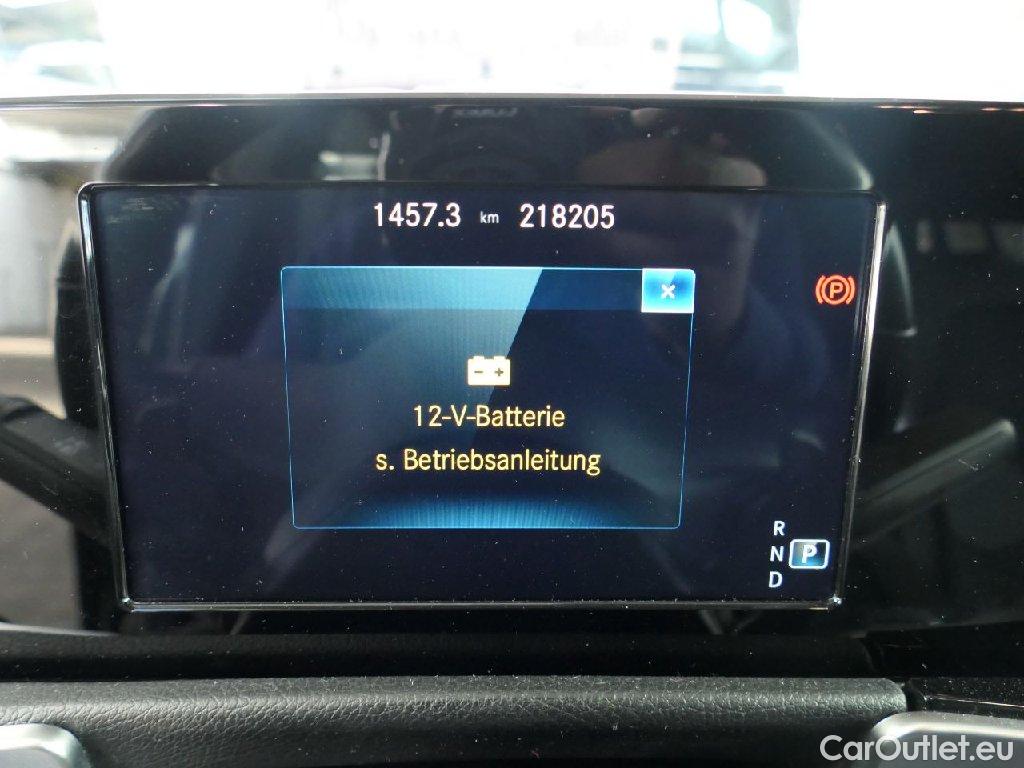 1457.3 km 218205
P
12-V-Batterie
s. Betriebsanleitung
R
N P
D
CarOutlet.eu